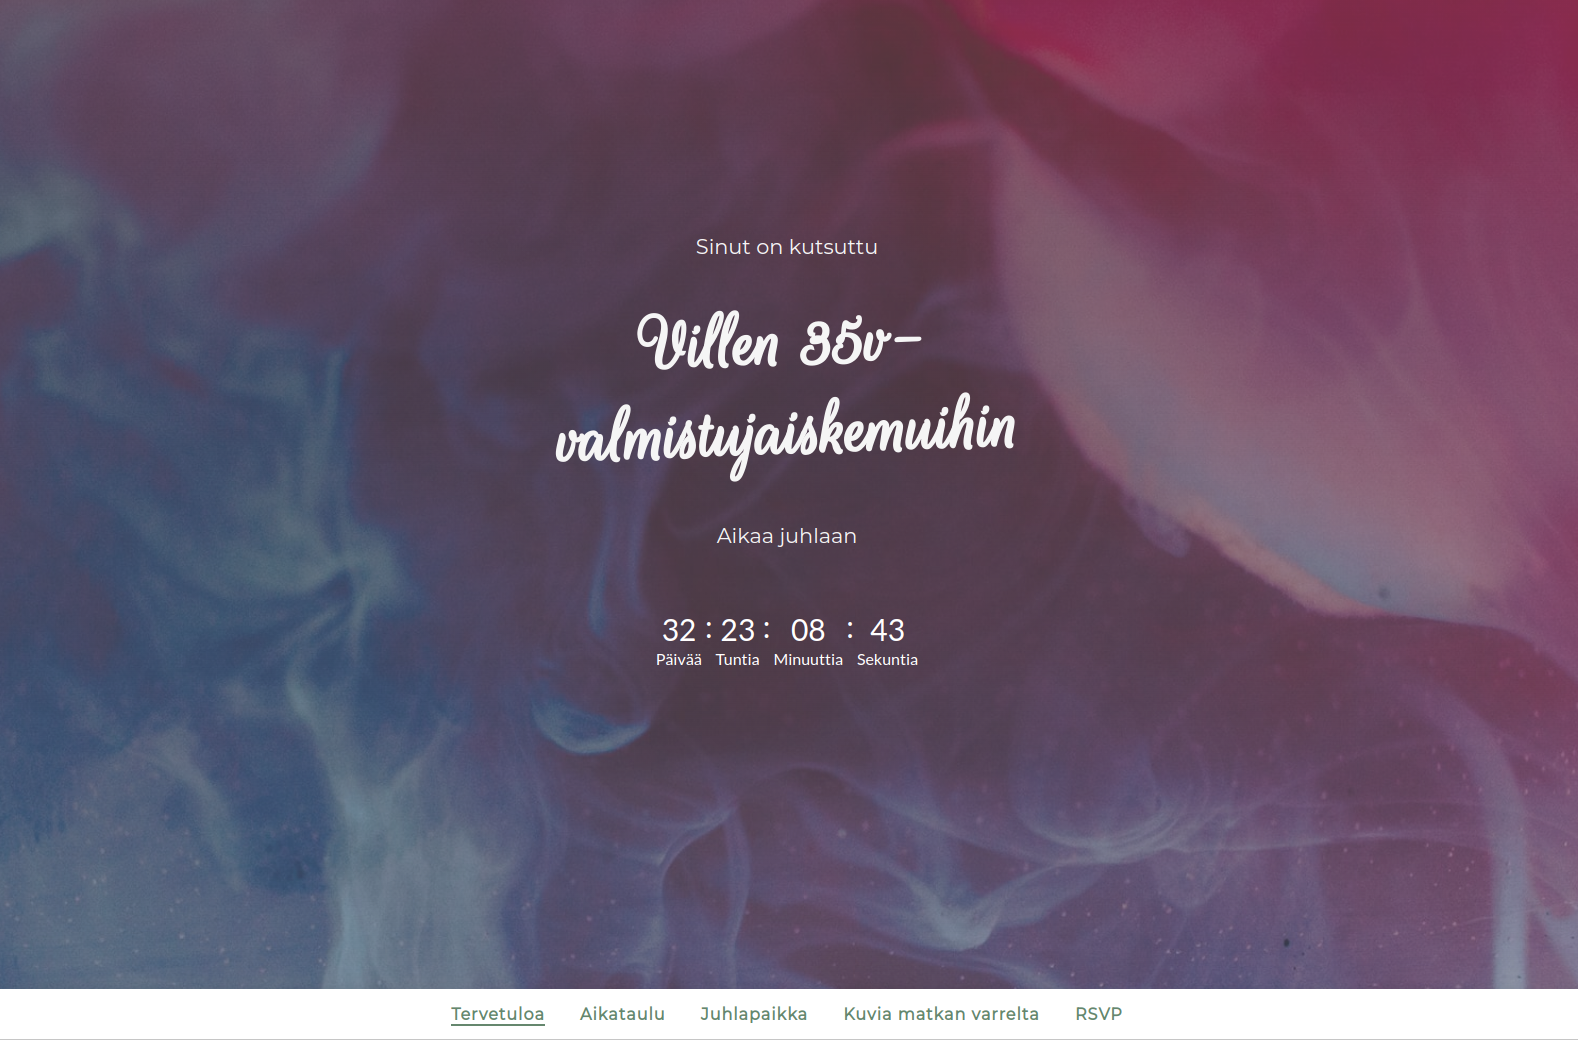 Sinut on kutsuttu
Villen 35v-
valmistujaiskemuihin
Aikaa juhlaan
32 : 23 : 08 : 43
Päivää Tuntia Minuuttia Sekuntia
Tervetuloa Aikataulu Juhlapaikka Kuvia matkan varrelta RSVP